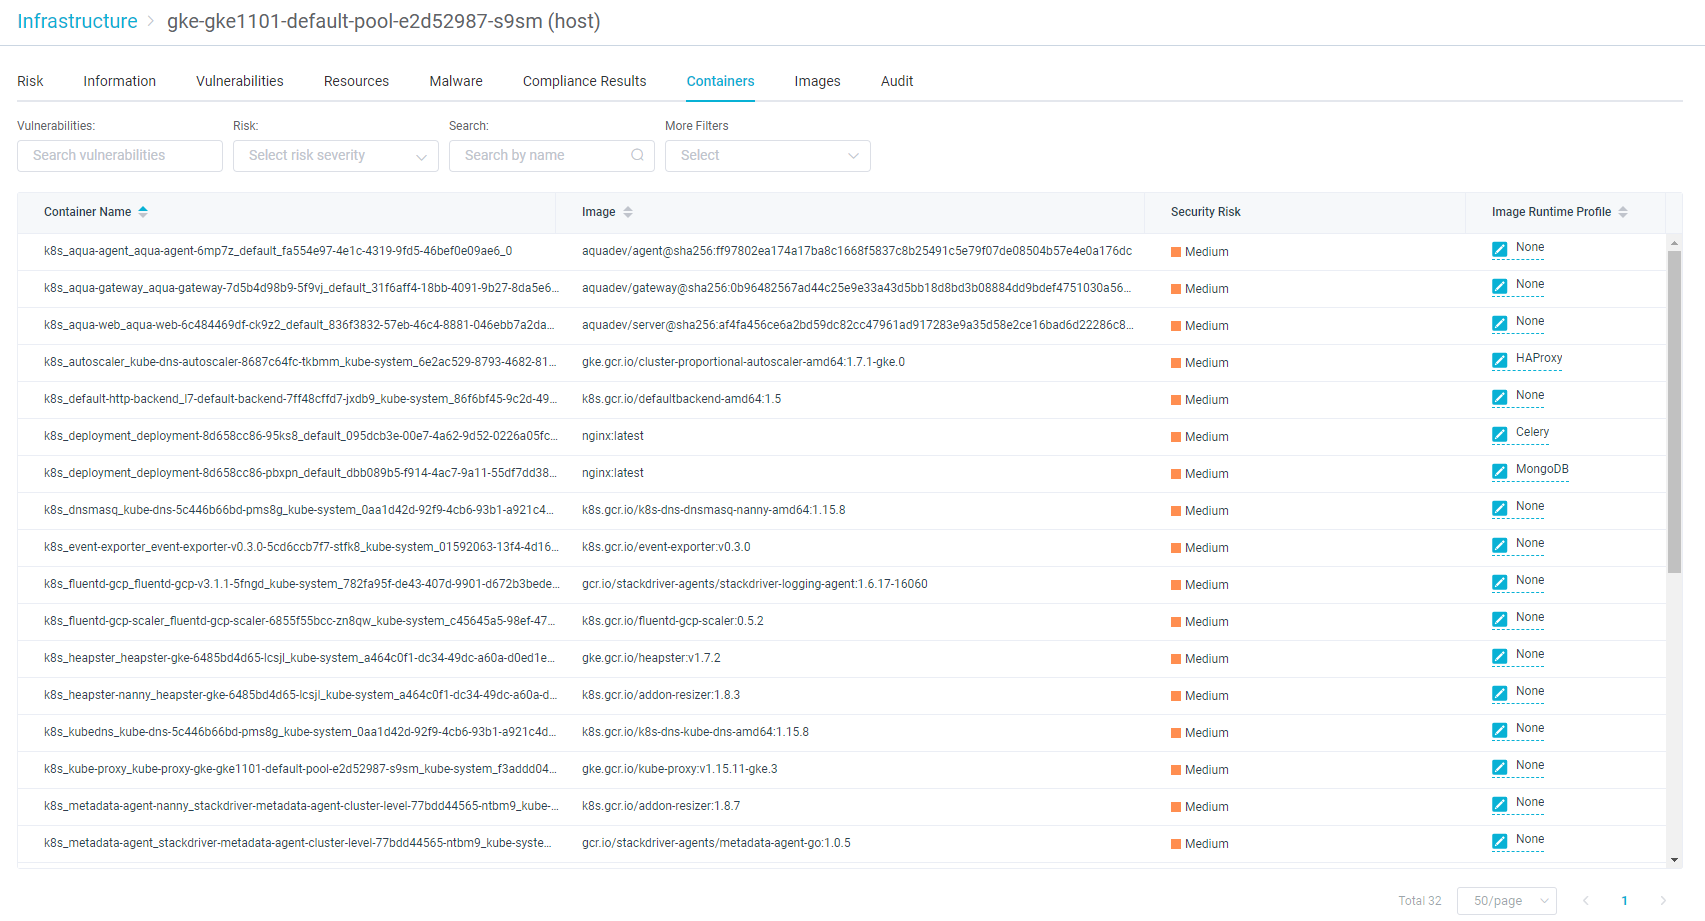 Infrastructure > gke-gke1101-default-pool-e2d52987-s9sm (host)
Risk Information Vulnerabilities Resources Malware Compliance Results Containers Images Audit
Vulnerabilities: Risk: Search: More Filters
Search vulnerabilities Select risk severity Search by name Select
Container Name Image Security Risk Image Runtime Profile
k8s_aqua-agent_aqua-agent-6mp7z_default_fa554e97-4e1c-4319-9fd5-46bef0e09ae6_0 aquadev/agent@sha256:ff97802ea174a17ba8c1668f5837c8b25491c5e79f07de08504b57e4e0a176dc Medium None
k8s_aqua-gateway_aqua-gateway-7d5b4d98b9-5f9vj_default_31f6aff4-18bb-4091-9b27-8da5e6... aquadev/gateway@sha256:0b96482567ad44c25e9e33a43d5bb18d8bd3b08884dd9bdef4751030a56... Medium None
k8s_aqua-web_aqua-web-6c484469df-ck9z2_default_836f3832-57eb-46c4-8881-046ebb7a2da... aquadev/server@sha256:af4fa456ce6a2bd59dc82cc47961ad917283e9a35d58e2ce16bad6d22286c8... Medium None
k8s_autoscaler_kube-dns-autoscaler-8687c64fc-tkbmm_kube-system_6e2ac529-8793-4682-81... gke.gcr.io/cluster-proportional-autoscaler-amd64:1.7.1-gke.0 Medium HAProxy
k8s_default-http-backend_l7-default-backend-7ff48cffd7-jxdb9_kube-system_86f6bf45-9c2d-49... k8s.gcr.io/defaultbackend-amd64:1.5 Medium None
k8s_deployment_deployment-8d658cc86-95ks8_default_095dcb3e-00e7-4a62-9d52-0226a05fc... nginx:latest Medium Celery
k8s_deployment_deployment-8d658cc86-pbxpn_default_dbb089b5-f914-4ac7-9a11-55df7dd38... nginx:latest Medium MongoDB
k8s_dnsmasq_kube-dns-5c446b66bd-pms8g_kube-system_0aa1d42d-92f9-4cb6-93b1-a921c4... k8s.gcr.io/k8s-dns-dnsmasq-nanny-amd64:1.15.8 Medium None
k8s_event-exporter_event-exporter-v0.3.0-5cd6ccb7f7-stfk8_kube-system_01592063-13f4-4d16... k8s.gcr.io/event-exporter:v0.3.0 Medium None
k8s_fluentd-gcp_fluentd-gcp-v3.1.1-5fngd_kube-system_782fa95f-de43-407d-9901-d672b3bede... gcr.io/stackdriver-agents/stackdriver-logging-agent:1.6.17-16060 Medium None
k8s_fluentd-gcp-scaler_fluentd-gcp-scaler-6855f55bcc-zn8qw_kube-system_c45645a5-98ef-47... k8s.gcr.io/fluentd-gcp-scaler:0.5.2 Medium None
k8s_heapster_heapster-gke-6485bd4d65-lcsjl_kube-system_a464c0f1-dc34-49dc-a60a-d0ed1e... gke.gcr.io/heapster:v1.7.2 Medium None
k8s_heapster-nanny_heapster-gke-6485bd4d65-lcsjl_kube-system_a464c0f1-dc34-49dc-a60a-d... k8s.gcr.io/addon-resizer:1.8.3 Medium None
k8s_kubedns_kube-dns-5c446b66bd-pms8g_kube-system_0aa1d42d-92f9-4cb6-93b1-a921c4d... k8s.gcr.io/k8s-dns-kube-dns-amd64:1.15.8 Medium None
k8s_kube-proxy_kube-proxy-gke-gke1101-default-pool-e2d52987-s9sm_kube-system_f3addd04... gke.gcr.io/kube-proxy:v1.15.11-gke.3 Medium None
k8s_metadata-agent-nanny_stackdriver-metadata-agent-cluster-level-77bdd44565-ntbm9_kube-... k8s.gcr.io/addon-resizer:1.8.7 Medium None
k8s_metadata-agent_stackdriver-metadata-agent-cluster-level-77bdd44565-ntbm9_kube-syste... gcr.io/stackdriver-agents/metadata-agent-go:1.0.5 Medium None
Total 32 50/page < 1 >